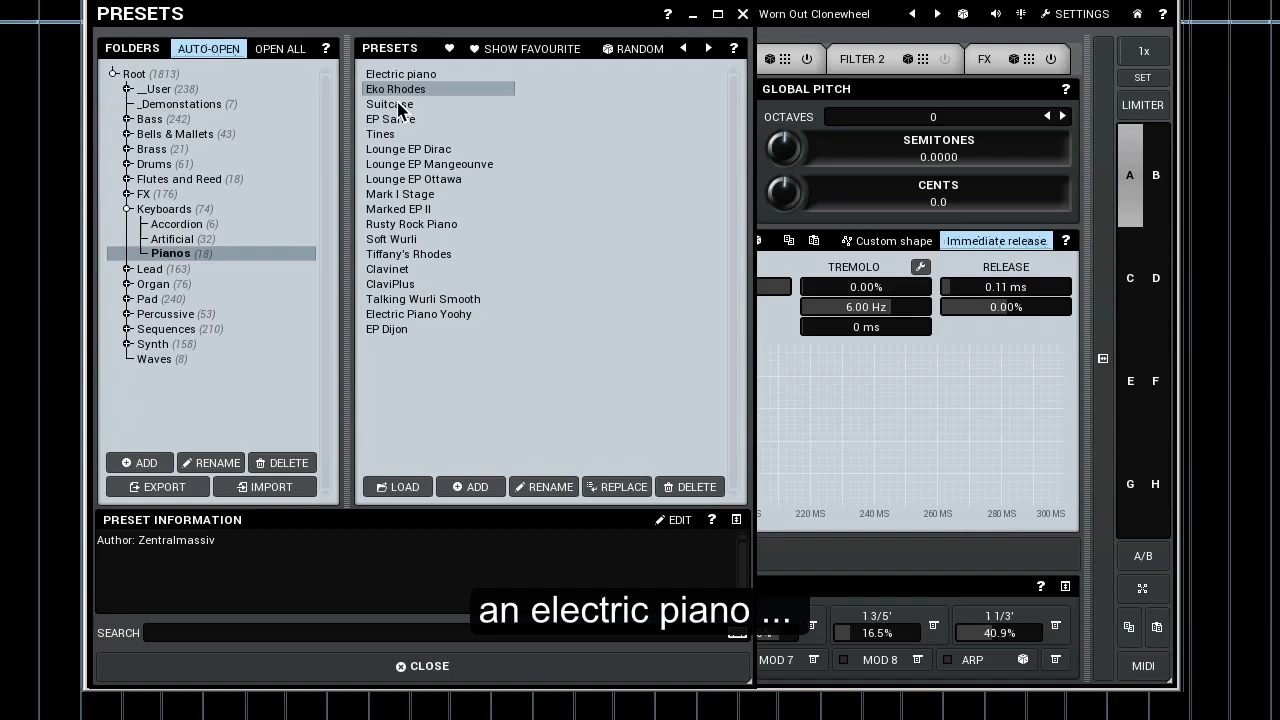 PRESETS
?
Worn Out Clonewheel
SETTINGS
?
FOLDERS
AUTO-OPEN
OPEN ALL
?
Root (1813)
__User (238)
_Demonstations (7)
Bass (242)
Bells & Mallets (43)
Brass (21)
Drums (61)
Flutes and Reed (18)
FX (176)
Keyboards (74)
Accordion (6)
Artificial (32)
Pianos (18)
Lead (163)
Organ (76)
Pad (240)
Percussive (53)
Sequences (210)
Synth (158)
Waves (8)
ADD
RENAME
DELETE
EXPORT
IMPORT
PRESETS
SHOW FAVOURITE
RANDOM
?
Electric piano
Eko Rhodes
EP
Tines
Lounge EP Dirac
Lounge EP Mangeounve
Lounge EP Ottawa
Mark I Stage
Marked EP II
Rusty Rock Piano
Soft Wurli
Tiffany's Rhodes
Clavinet
ClariPlus
Talking Wurli Smooth
Electric Piano Yoohy
EP Dijon
LOAD
ADD
RENAME
REPLACE
DELETE
PRESET INFORMATION
EDIT
?
Author: Zentralmassiv
SEARCH
CLOSE
an electric piano ...
FILTER 2
FX
GLOBAL PITCH
?
OCTAVES
0
SEMITONES
0.0000
CENTS
0.0
Custom shape
Immediate release
?
TREMOLO
RELEASE
0.00%
0.11 ms
6.00 Hz
0.00%
0 ms
220 MS
240 MS
260 MS
280 MS
300 MS
?
1 3/5'
1 1/3'
16.5%
40.9%
MOD 7
MOD 8
ARP
1x
SET
LIMITER
A
B
C
D
E
F
G
H
A/B
MIDI